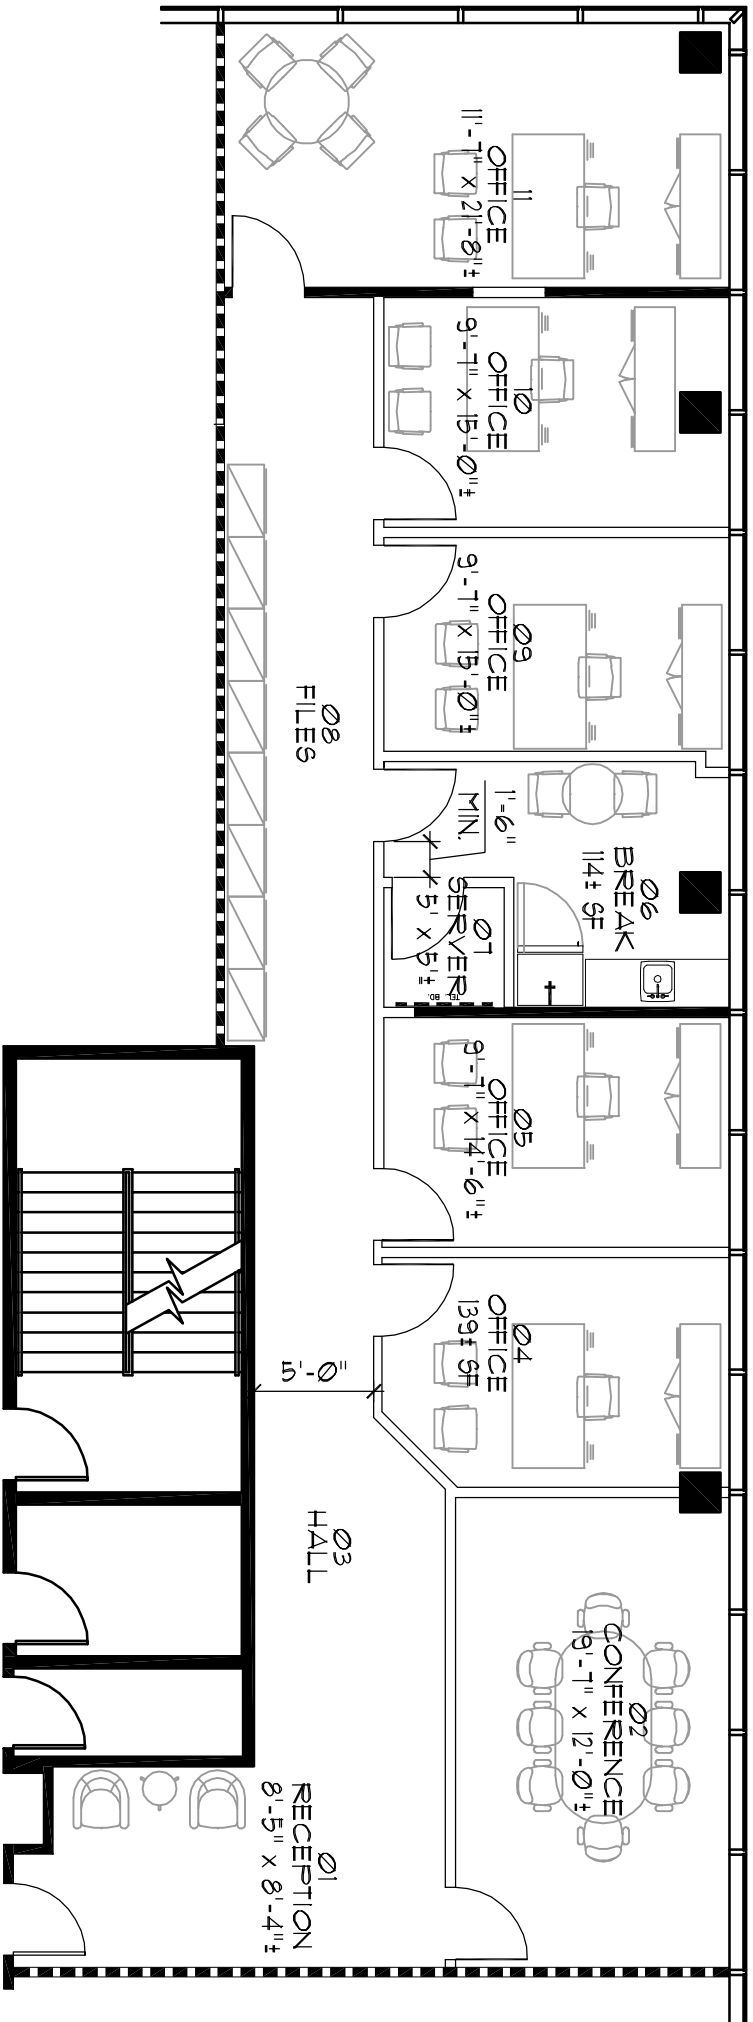 11
OFFICE
11'-7" x 21'-8"±
10
OFFICE
9'-7" x 15'-0"±
09
OFFICE
9'-7" x 15'-0"±
08
FILES
1'-6"
MIN.
06
BREAK
114± SF
07
SERVER
5' x 5'±
TEL. BD.
05
OFFICE
9'-7" x 14'-6"±
04
OFFICE
139± SF
5'-0"
03
HALL
02
CONFERENCE
19'-7" x 12'-0"±
01
RECEPTION
8'-5" x 8'-4"±